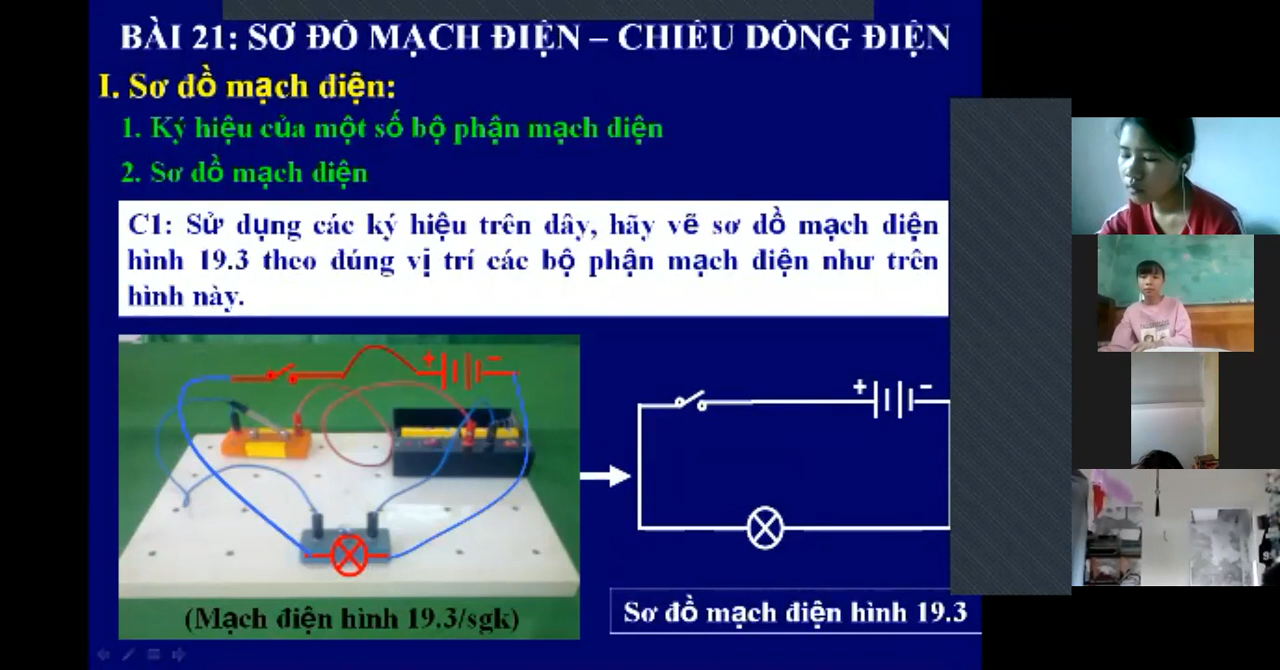 BÀI 21: SƠ ĐỒ MẠCH ĐIỆN – CHIỀU DÒNG ĐIỆN
I. Sơ đồ mạch điện:
1. Ký hiệu của một số bộ phận mạch điện
2. Sơ đồ mạch điện
C1: Sử dụng các ký hiệu trên đây, hãy vẽ sơ đồ mạch điện
hình 19.3 theo đúng vị trí các bộ phận mạch điện như trên
hình này.
+ −
+ −
(Mạch điện hình 19.3/sgk)
Sơ đồ mạch điện hình 19.3